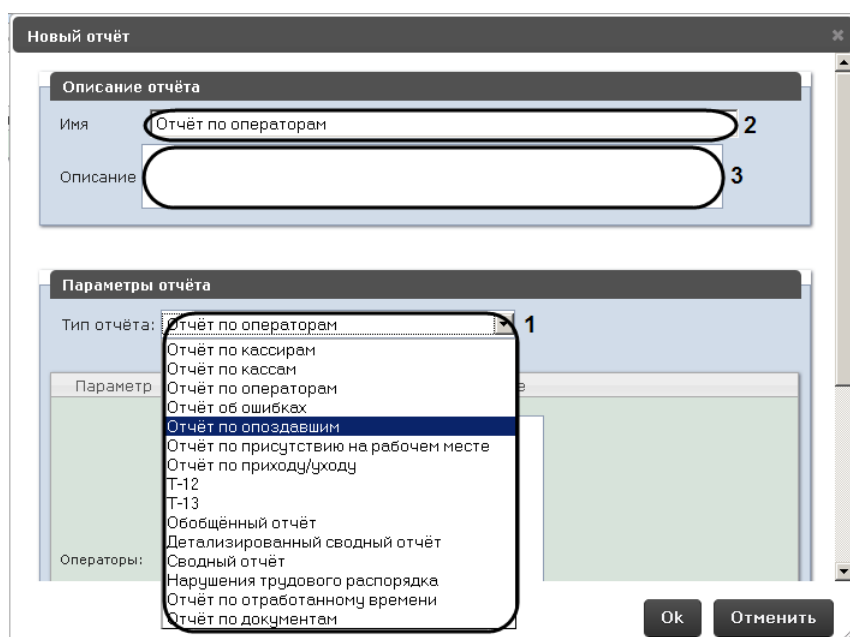 Новый отчёт
Описание отчёта
Имя Отчёт по операторам 2
Описание 3
Параметры отчёта
Тип отчёта: Отчёт по операторам 1
Отчёт по кассирам
Отчёт по кассам
Параметр Отчёт по операторам е
Отчёт об ошибках
Отчёт по опоздавшим
Отчёт по присутствию на рабочем месте
Отчёт по приходу/уходу
Т-12
Т-13
Обобщённый отчёт
Детализированный сводный отчёт
Операторы: Сводный отчёт
Нарушения трудового распорядка
Отчёт по отработанному времени
Отчёт по документам
Ok Отменить